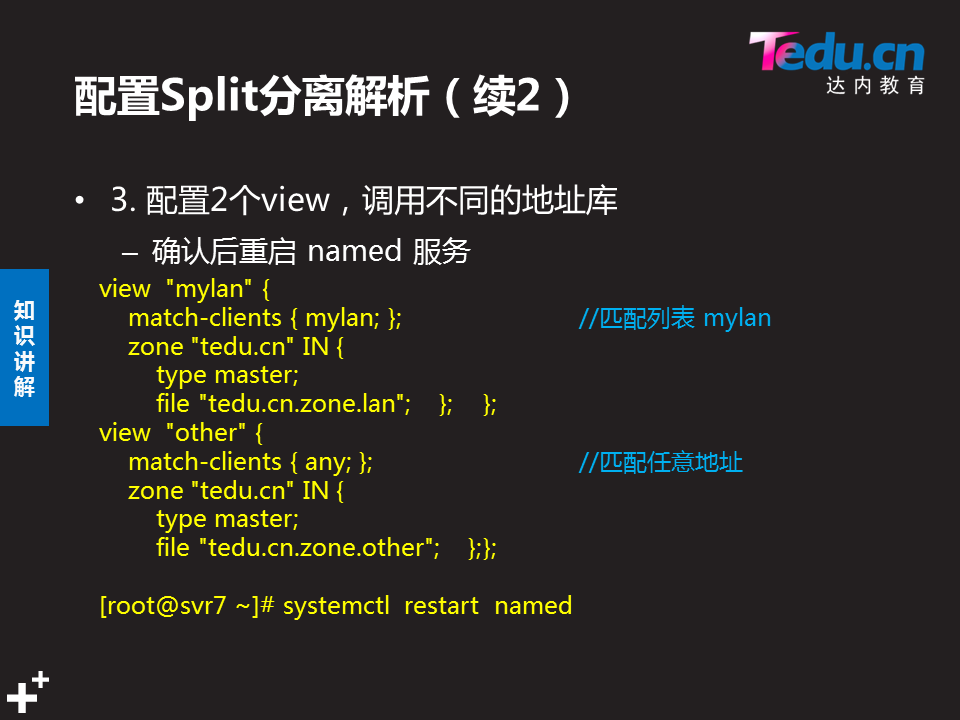 Tedu.cn
达内教育
配置Split分离解析（续2）
• 3. 配置2个view，调用不同的地址库
– 确认后重启 named 服务
知识讲解
view "mylan" {
match-clients { mylan; }; //匹配列表 mylan
zone "tedu.cn" IN {
type master;
file "tedu.cn.zone.lan"; }; };
view "other" {
match-clients { any; }; //匹配任意地址
zone "tedu.cn" IN {
type master;
file "tedu.cn.zone.other"; };};
[root@svr7 ~]# systemctl restart named